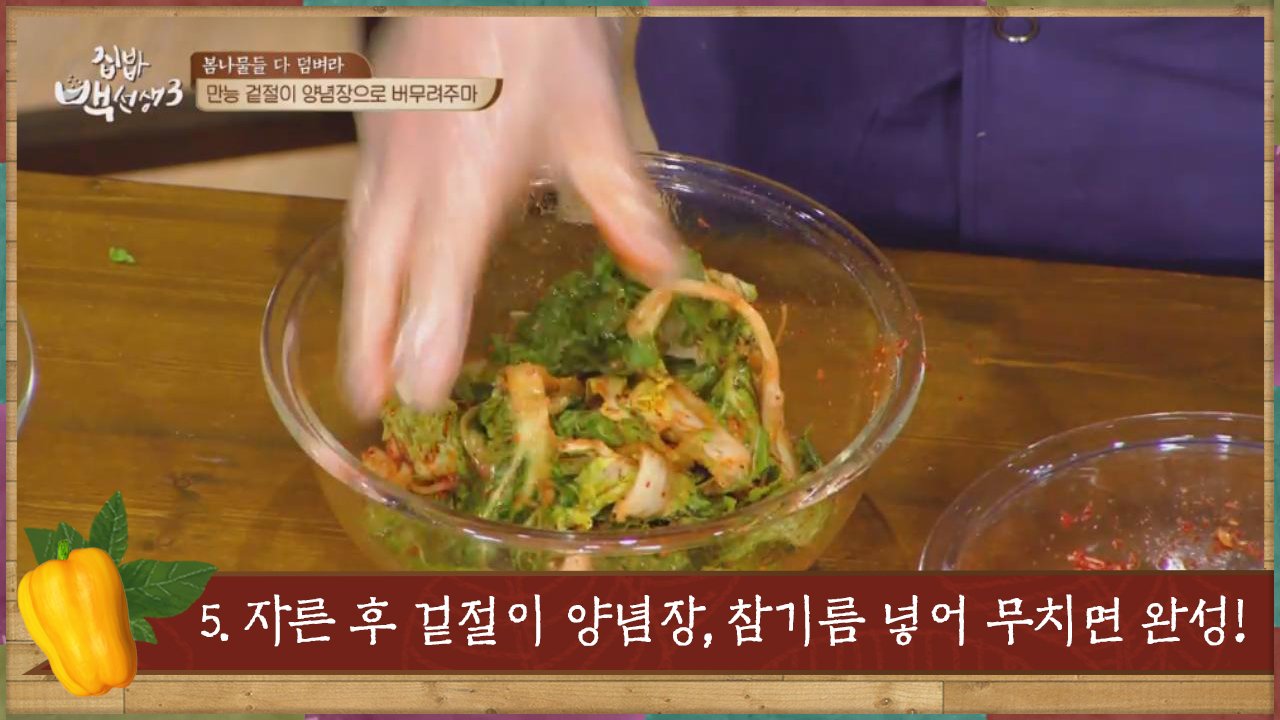 집밥
백선생3
봄나물들 다 덤벼라
만능 겉절이 양념장으로 버무려주마
5. 자른 후 겉절이 양념장, 참기름 넣어 무치면 완성!